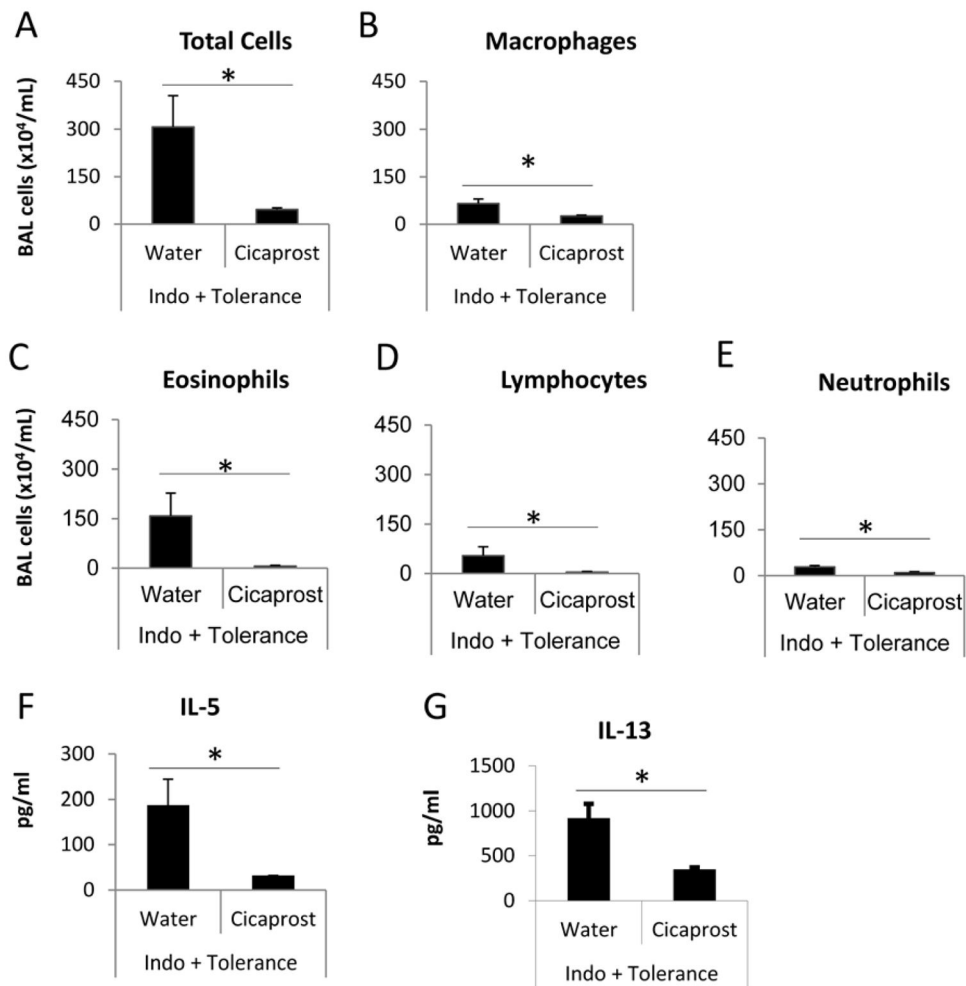 A
Total Cells
BAL cells (x10⁴/mL)
450
300
150
0
*
Water
Cicaprost
Indo + Tolerance
B
Macrophages
450
300
150
0
*
Water
Cicaprost
Indo + Tolerance
C
Eosinophils
BAL cells (x10⁴/mL)
450
300
150
0
*
Water
Cicaprost
Indo + Tolerance
D
Lymphocytes
450
300
150
0
*
Water
Cicaprost
Indo + Tolerance
E
Neutrophils
450
300
150
0
*
Water
Cicaprost
Indo + Tolerance
F
IL-5
pg/ml
300
200
100
0
*
Water
Cicaprost
Indo + Tolerance
G
IL-13
pg/ml
1500
1000
500
0
*
Water
Cicaprost
Indo + Tolerance